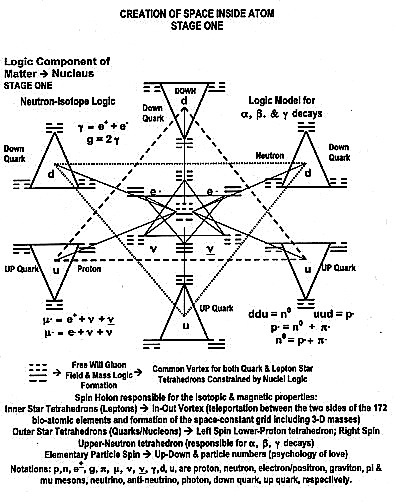 CREATION OF SPACE INSIDE ATOM
STAGE ONE
Logic Component of
Matter → Nucleus
STAGE ONE
Neutron-Isotope Logic
γ = e⁺ + e⁻
g = 2γ
DOWN
d
Down
Quark
Logic Model for
α, β, & γ decays
Down
Quark
d
Neutron
Down
Quark
d
e⁺
e⁻
ν
ν̲
UP Quark
u
Proton
u
UP Quark
UP Quark
u
μ⁺ = e⁺ + ν + ν̲
μ⁻ = e⁻ + ν + ν
ddu = n⁰ uud = p⁺
p⁺ = n⁰ + π⁺
n⁰ = p⁺ + π⁻
→ Free Will Gluon
Field & Mass Logic
Formation
→ Common Vertex for both Quark & Lepton Star
Tetrahedrons Constrained by Nuclei Logic
Spin Holon responsible for the isotopic & magnetic properties:
Inner Star Tetrahedrons (Leptons) → In-Out Vortex (teleportation between the two sides of the 172
bio-atomic elements and formation of the space-constant grid including 3-D masses)
Outer Star Tetrahedrons (Quarks/Nucleons) → Left Spin Lower-Proton tetrahedron; Right Spin
Upper-Neutron tetrahedron (responsible for α, β, γ decays)
Elementary Particle Spin → Up-Down & particle numbers (psychology of love)
Notations: p,n, e±, g, π, μ, ν, ν̲, γ,d, u, are proton, neutron, electron/positron, graviton, pi &
mu mesons, neutrino, anti-neutrino, photon, down quark, up quark, respectively.